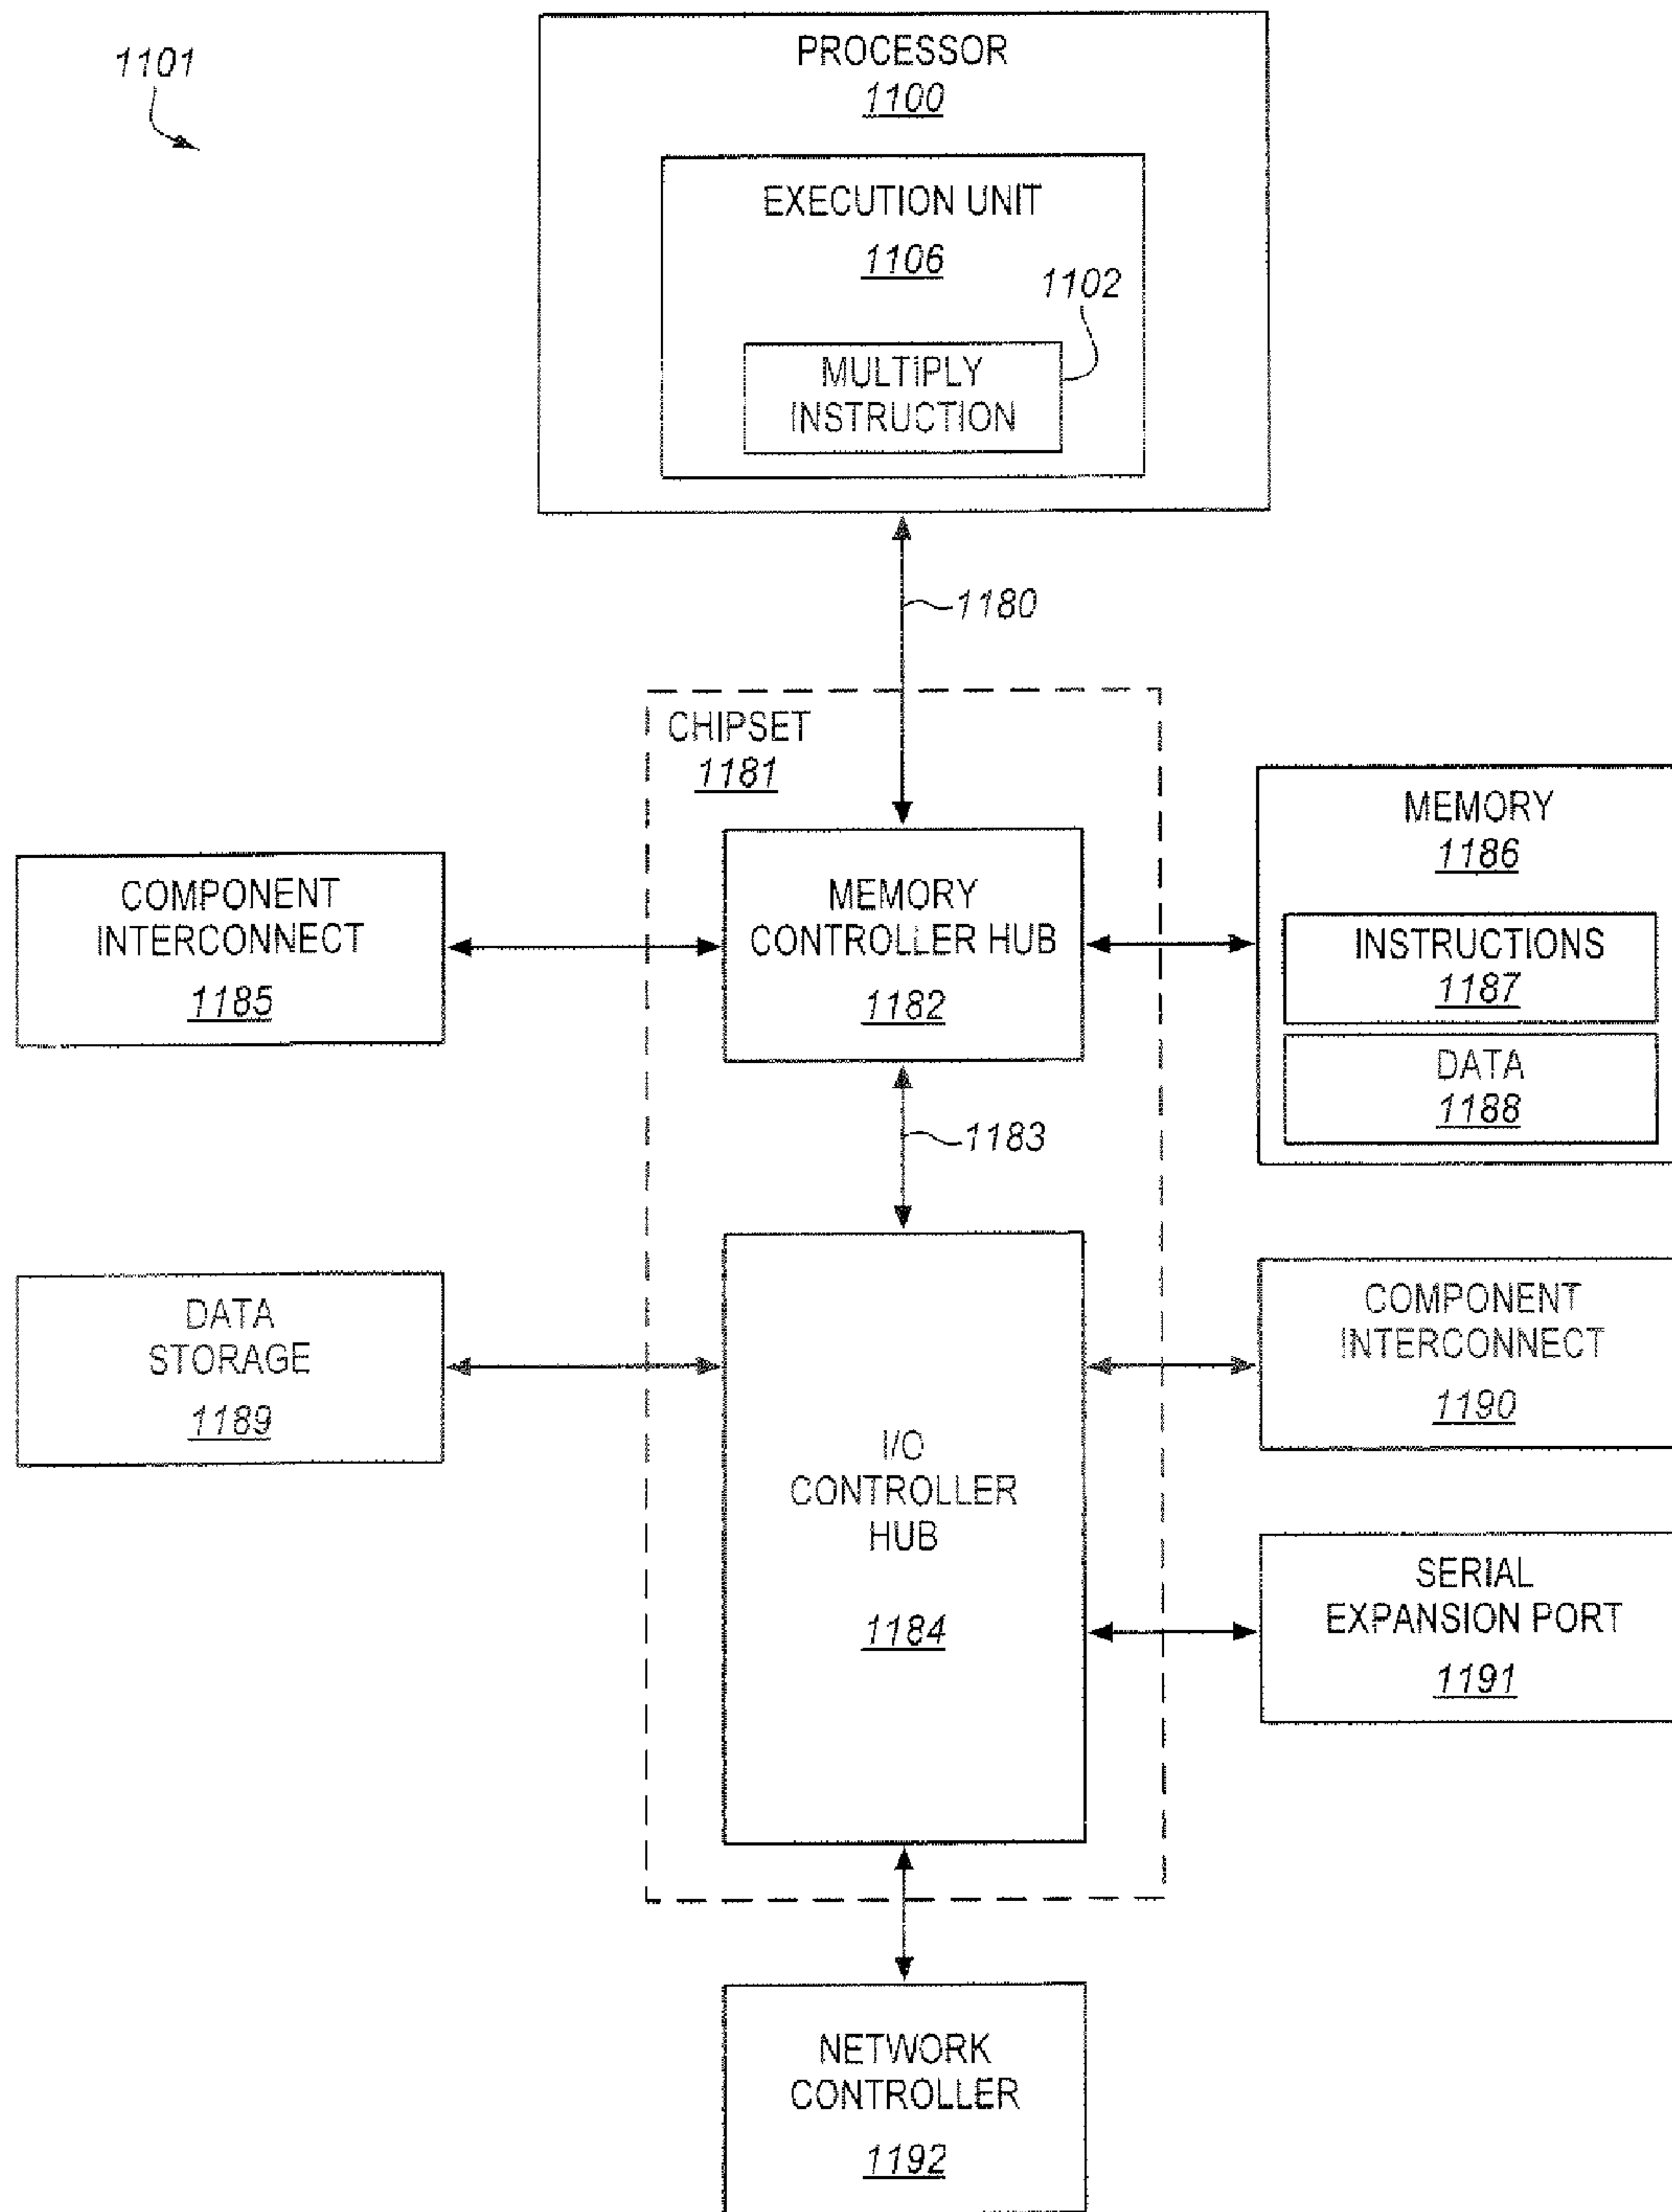 1101
PROCESSOR
1100
EXECUTION UNIT
1106
1102
MULTIPLY
INSTRUCTION
1180
CHIPSET
1181
MEMORY
CONTROLLER HUB
1182
COMPONENT
INTERCONNECT
1185
MEMORY
1186
INSTRUCTIONS
1187
DATA
1188
1183
DATA
STORAGE
1189
I/O
CONTROLLER
HUB
1184
COMPONENT
INTERCONNECT
1190
SERIAL
EXPANSION PORT
1191
NETWORK
CONTROLLER
1192